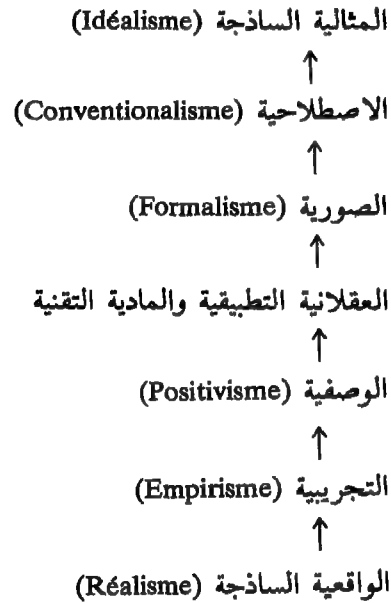 المثالية الساذجة (Idéalisme)
↑
الاصطلاحية (Conventionalisme)
↑
الصورية (Formalisme)
↑
العقلانية التطبيقية والمادية التقنية
↑
الوصفية (Positivisme)
↑
التجريبية (Empirisme)
↑
الواقعية الساذجة (Réalisme)